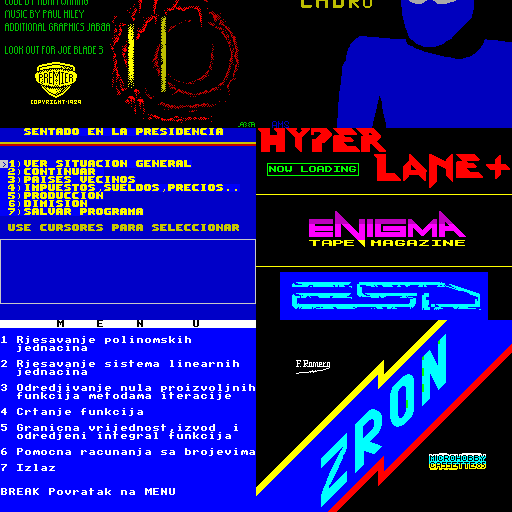 CODE BY ADAM WARING
MUSIC BY PAUL HILEY
ADDITIONAL GRAPHICS JABBA
LOOK OUT FOR JOE BLADE 3
PREMIER
COPYRIGHT·1989
SENTADO EN LA PRESIDENCIA
1)VER SITUACION GENERAL
2)CONTINUAR
3)PAISES VECINOS
4)IMPUESTOS,SUELDOS,PRECIOS..
5)PRODUCCION
6)DIMISION
7)SALVAR PROGRAMA
USE CURSORES PARA SELECCIONAR
HYPER
LANE+
NOW LOADING
ENIGMA
TAPE MAGAZINE
M E N U
1 Rjesavanje polinomskih
jednacina
2 Rjesavanje sistema linearnih
jednacina
3 Odredjivanje nula proizvoljnih
funkcija metodama iteracije
4 Crtanje funkcija
5 Granicna vrijednost,izvod i
odredjeni integral funkcija
6 Pomocna racunanja sa brojevima
7 Izlaz
BREAK Povratak na MENU
F. Romero
ZRON
MICROHOBBY
CASSETTE'85